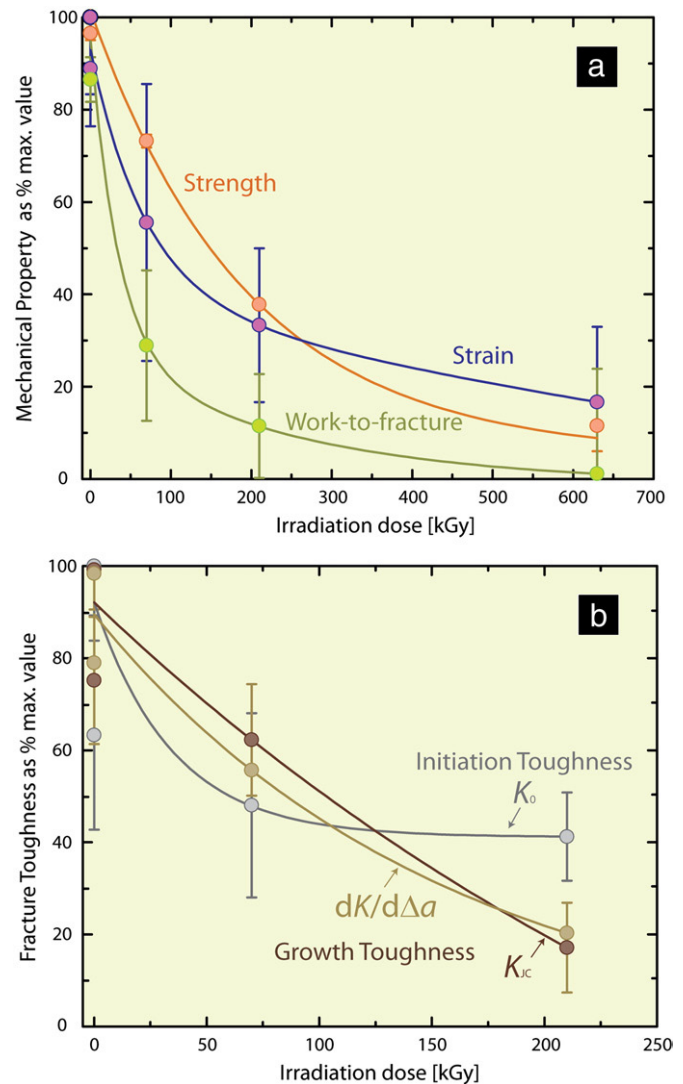 100
80
60
40
20
0
Mechanical Property as % max. value
a
Strength
Strain
Work-to-fracture
0 100 200 300 400 500 600 700
Irradiation dose [kGy]
100
80
60
40
20
0
Fracture Toughness as % max. value
b
Initiation Toughness
K₀
dK/dΔa
Growth Toughness
K_JC
0 50 75 100 150 200 250
Irradiation dose [kGy]